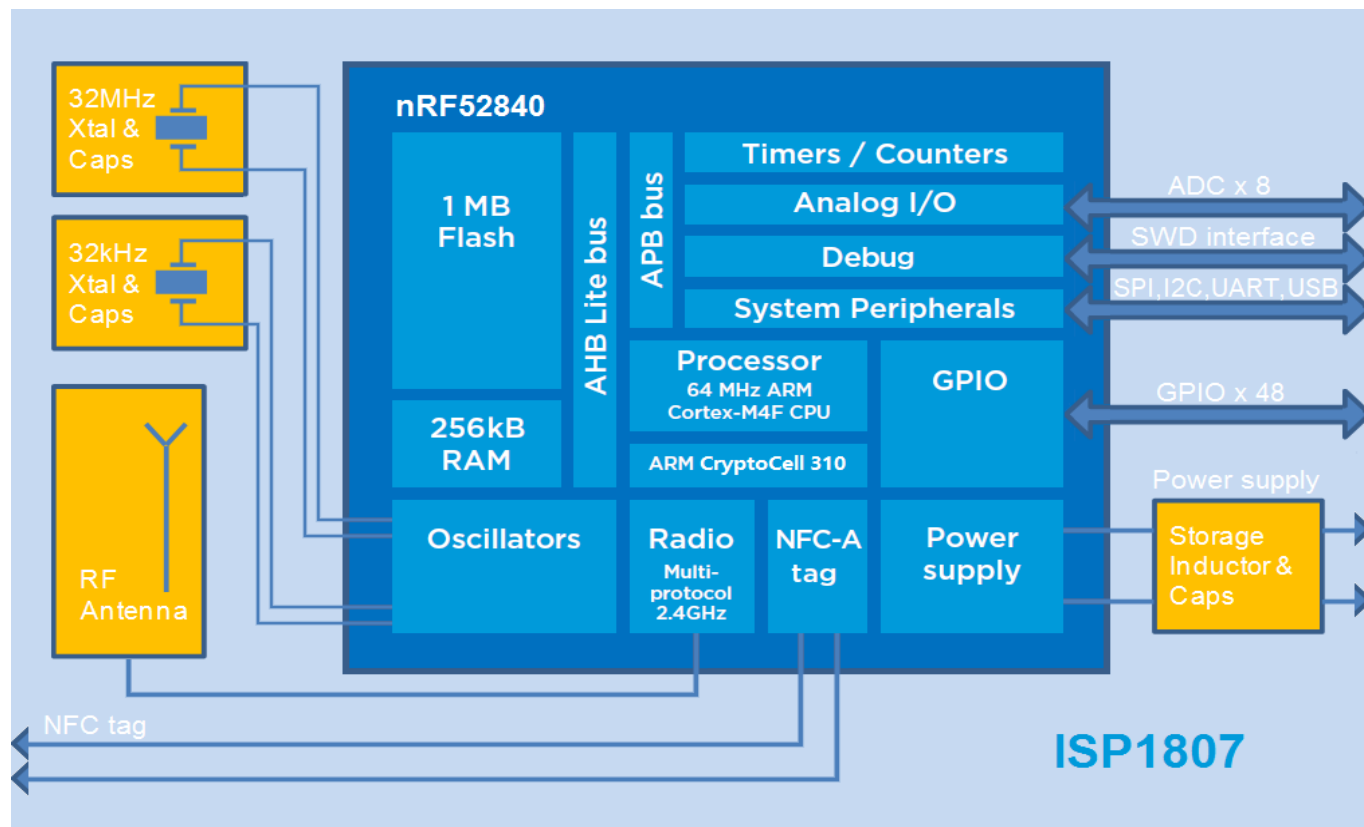 32MHz
Xtal &
Caps
32kHz
Xtal &
Caps
RF
Antenna
NFC tag
nRF52840
1 MB
Flash
256kB
RAM
AHB Lite bus
APB bus
Timers / Counters
Analog I/O
Debug
System Peripherals
Processor
64 MHz ARM
Cortex-M4F CPU
ARM CryptoCell 310
GPIO
Oscillators
Radio
Multi-
protocol
2.4GHz
NFC-A
tag
Power
supply
ADC x 8
SWD interface
SPI,I2C,UART,USB
GPIO x 48
Power supply
Storage
Inductor &
Caps
ISP1807